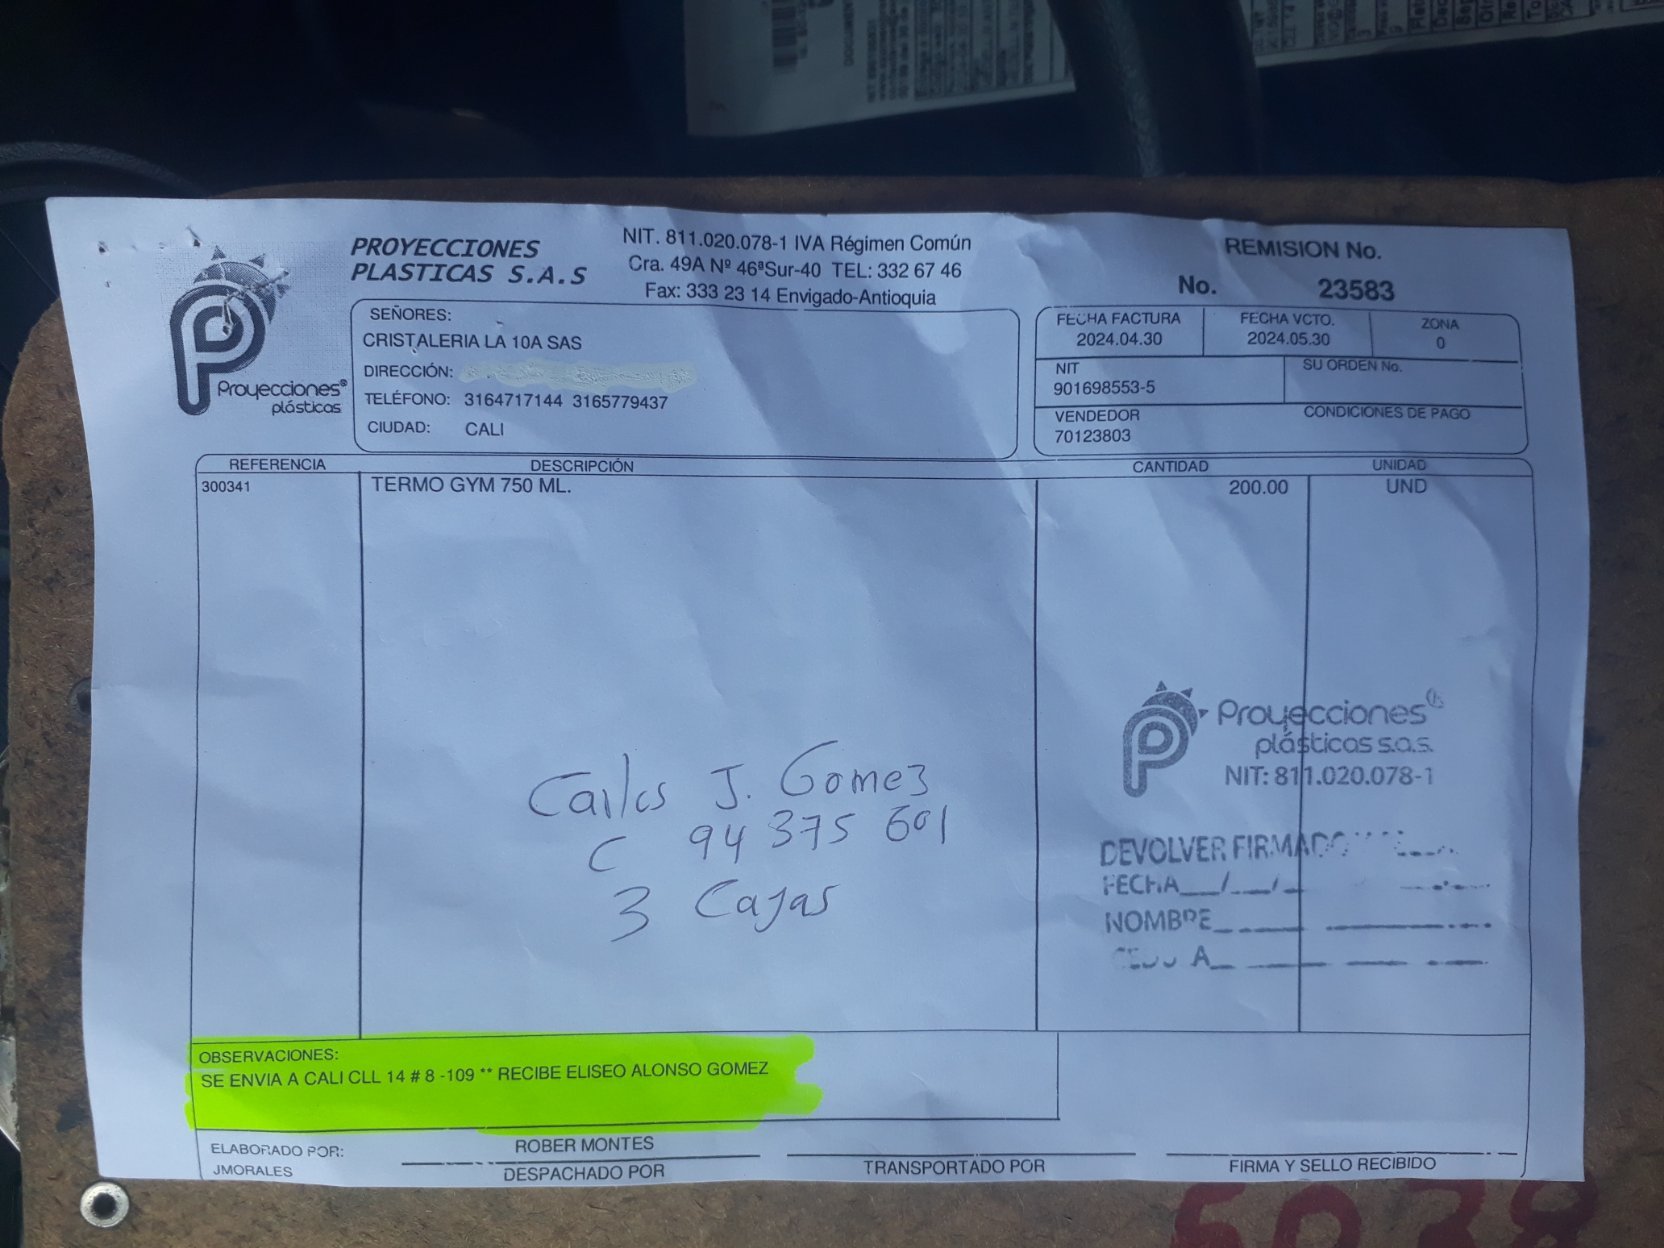 PROYECCIONES
PLASTICAS S.A.S
NIT. 811.020.078-1 IVA Régimen Común
Cra. 49A Nº 46ªSur-40 TEL: 332 67 46
Fax: 333 23 14 Envigado-Antioquia
REMISION No.
No. 23583
Proyecciones®
plásticas
SEÑORES:
CRISTALERIA LA 10A SAS
DIRECCIÓN:
TELÉFONO: 3164717144 3165779437
CIUDAD: CALI
FECHA FACTURA FECHA VCTO. ZONA
2024.04.30 2024.05.30 0
NIT SU ORDEN No.
901698553-5
VENDEDOR CONDICIONES DE PAGO
70123803
REFERENCIA DESCRIPCIÓN CANTIDAD UNIDAD
300341 TERMO GYM 750 ML. 200.00 UND
Carlos J. Gomez
C 94 375 601
3 Cajas
Proyecciones®
plásticas s.a.s.
NIT: 811.020.078-1
DEVOLVER FIRMADO
FECHA__/__/_
NOMBRE
OBSERVACIONES:
SE ENVIA A CALI CLL 14 # 8 -109 ** RECIBE ELISEO ALONSO GOMEZ
ELABORADO POR:
JMORALES
ROBER MONTES
DESPACHADO POR
TRANSPORTADO POR
FIRMA Y SELLO RECIBIDO